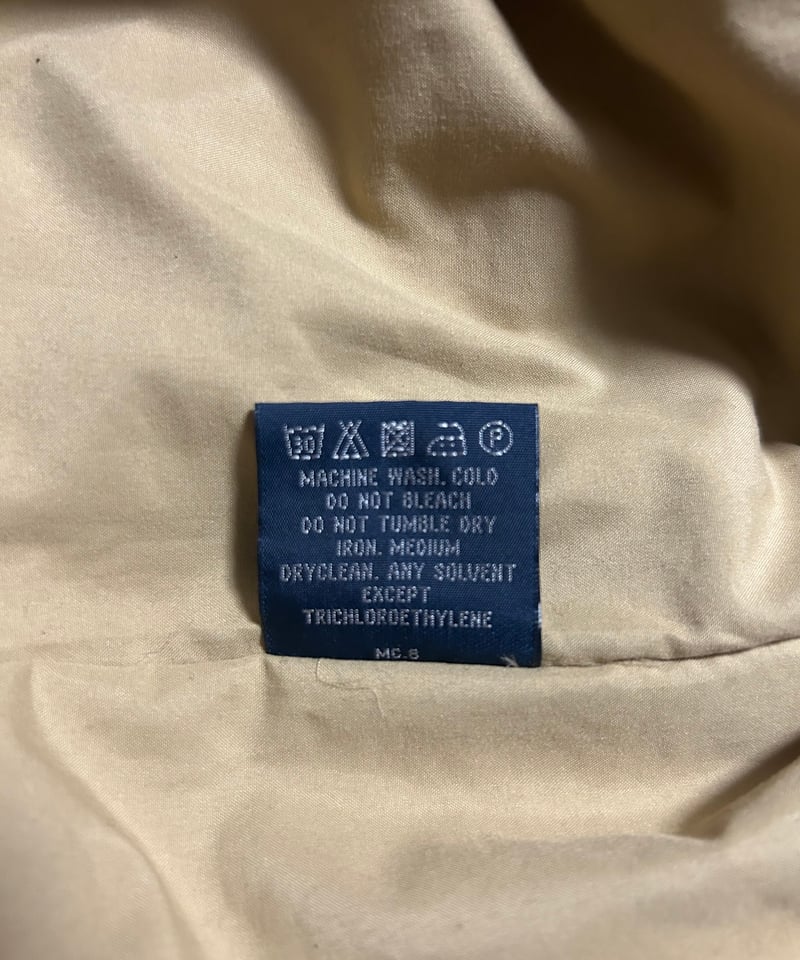 30 P
MACHINE WASH. COLD
DO NOT BLEACH
DO NOT TUMBLE DRY
IRON. MEDIUM
DRYCLEAN. ANY SOLVENT
EXCEPT
TRICHLOROETHYLENE
MC.8